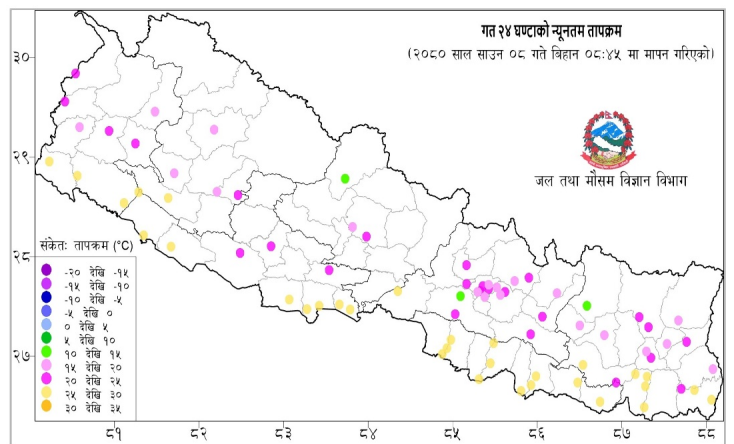 गत २४ घण्टाको न्यूनतम तापक्रम
(२०८० साल साउन ०८ गते बिहान ०८:४५ मा मापन गरिएको)
३०
२९
जल तथा मौसम विज्ञान विभाग
२८
संकेतः तापक्रम (°C)
-२० देखि -१५
-१५ देखि -१०
-१० देखि -५
-५ देखि ०
० देखि ५
५ देखि १०
१० देखि १५
१५ देखि २०
२० देखि २५
२५ देखि ३०
३० देखि ३५
२७
८१ ८२ ८३ ८४ ८५ ८६ ८७ ८८